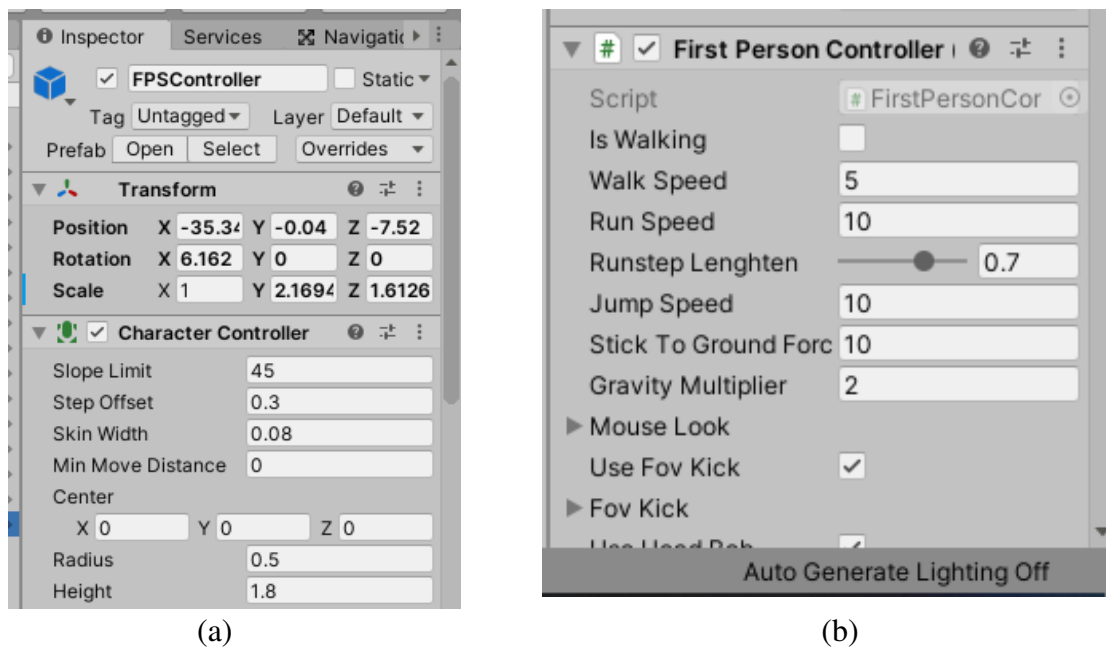 Inspector Services Navigatic
FPSController Static
Tag Untagged Layer Default
Prefab Open Select Overrides
Transform
Position X -35.34 Y -0.04 Z -7.52
Rotation X 6.162 Y 0 Z 0
Scale X 1 Y 2.1694 Z 1.6126
Character Controller
Slope Limit 45
Step Offset 0.3
Skin Width 0.08
Min Move Distance 0
Center
X 0 Y 0 Z 0
Radius 0.5
Height 1.8
(a)
# First Person Controller (
Script # FirstPersonCor
Is Walking
Walk Speed 5
Run Speed 10
Runstep Lenghten 0.7
Jump Speed 10
Stick To Ground Forc 10
Gravity Multiplier 2
Mouse Look
Use Fov Kick
Fov Kick
Use Head Bob
Auto Generate Lighting Off
(b)